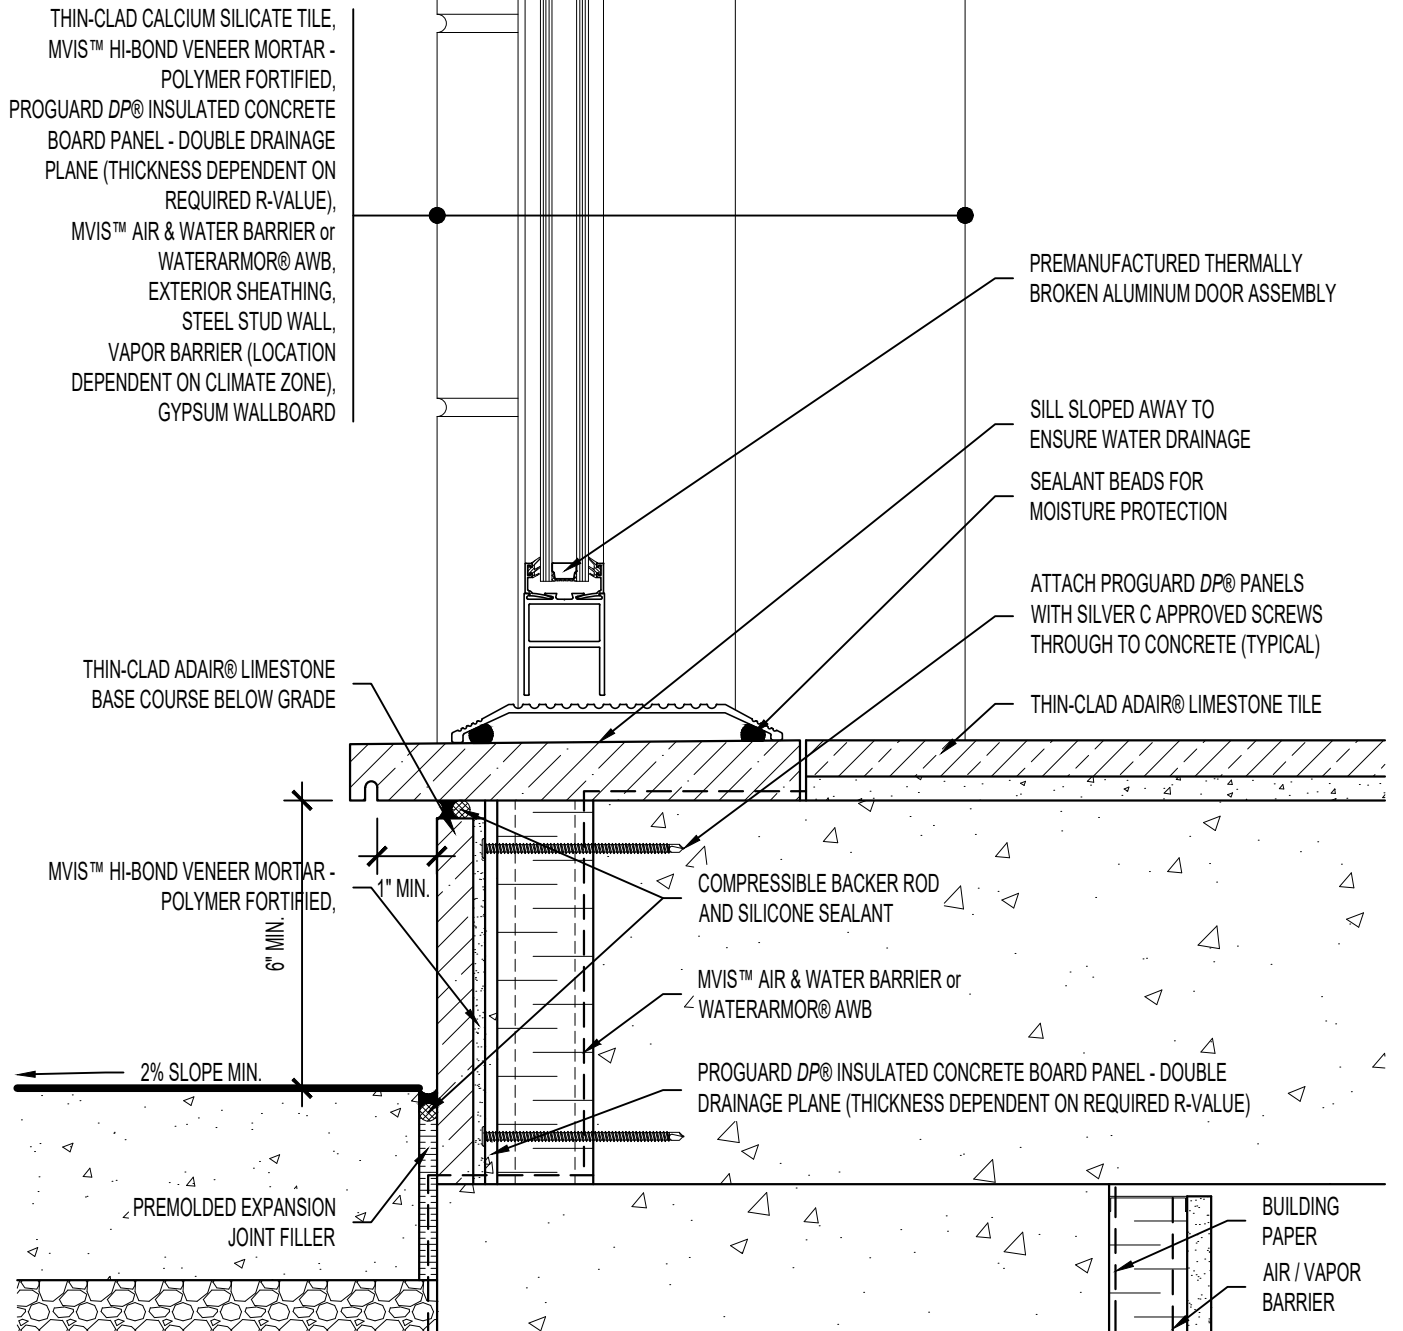 THIN-CLAD CALCIUM SILICATE TILE,
MVIS™ HI-BOND VENEER MORTAR -
POLYMER FORTIFIED,
PROGUARD DP® INSULATED CONCRETE
BOARD PANEL - DOUBLE DRAINAGE
PLANE (THICKNESS DEPENDENT ON
REQUIRED R-VALUE),
MVIS™ AIR & WATER BARRIER or
WATERARMOR® AWB,
EXTERIOR SHEATHING,
STEEL STUD WALL,
VAPOR BARRIER (LOCATION
DEPENDENT ON CLIMATE ZONE),
GYPSUM WALLBOARD
PREMANUFACTURED THERMALLY
BROKEN ALUMINUM DOOR ASSEMBLY
SILL SLOPED AWAY TO
ENSURE WATER DRAINAGE
SEALANT BEADS FOR
MOISTURE PROTECTION
ATTACH PROGUARD DP® PANELS
WITH SILVER C APPROVED SCREWS
THROUGH TO CONCRETE (TYPICAL)
THIN-CLAD ADAIR® LIMESTONE TILE
THIN-CLAD ADAIR® LIMESTONE
BASE COURSE BELOW GRADE
MVIS™ HI-BOND VENEER MORTAR -
POLYMER FORTIFIED,
1" MIN.
6" MIN.
COMPRESSIBLE BACKER ROD
AND SILICONE SEALANT
MVIS™ AIR & WATER BARRIER or
WATERARMOR® AWB
2% SLOPE MIN.
PROGUARD DP® INSULATED CONCRETE BOARD PANEL - DOUBLE
DRAINAGE PLANE (THICKNESS DEPENDENT ON REQUIRED R-VALUE)
PREMOLDED EXPANSION
JOINT FILLER
BUILDING
PAPER
AIR / VAPOR
BARRIER